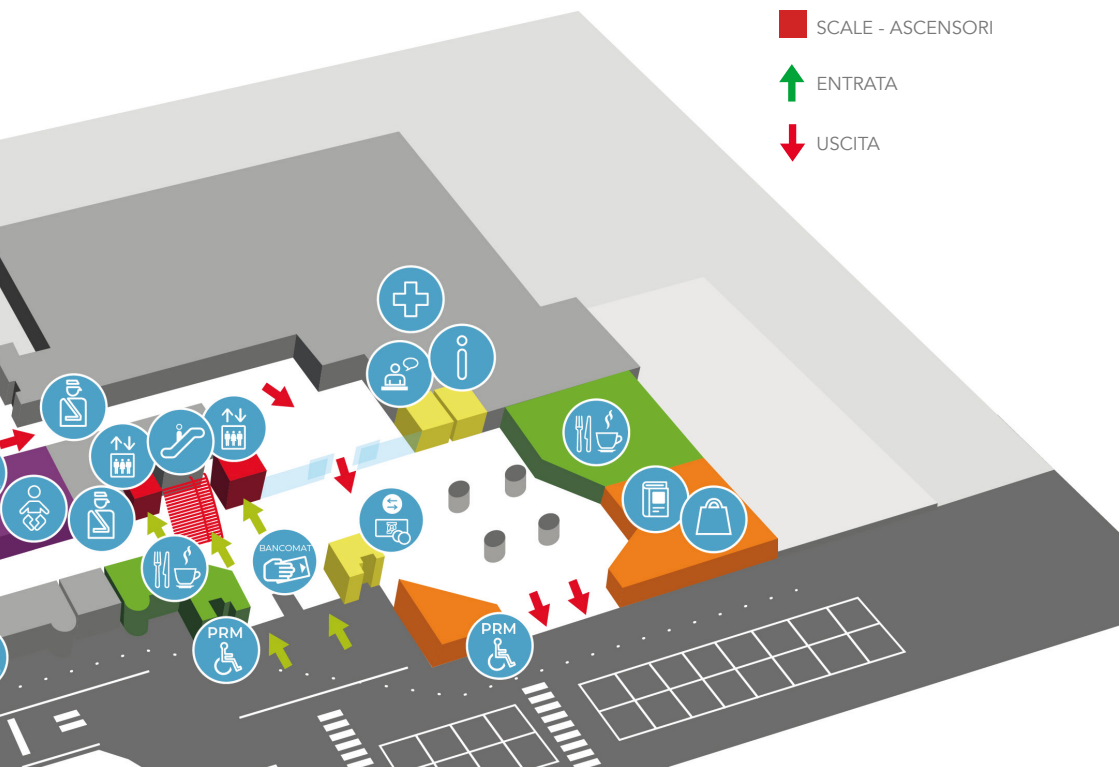 SCALE - ASCENSORI
ENTRATA
USCITA
BANCOMAT
PRM
PRM